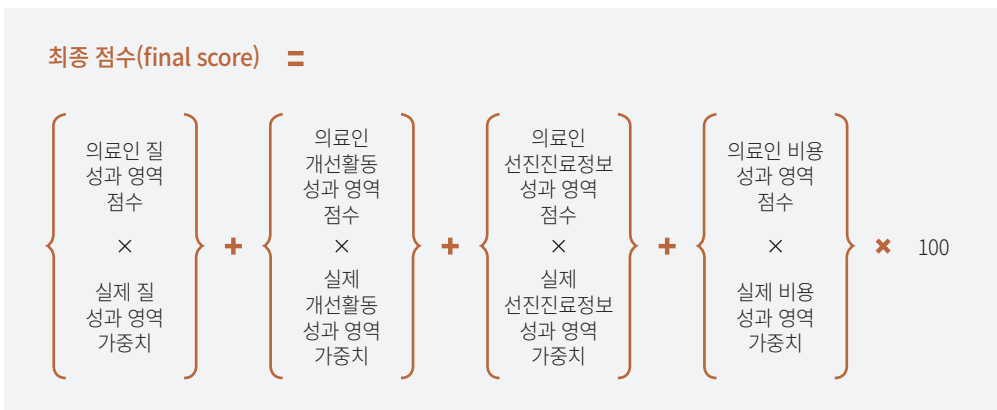 최종 점수(final score) =
의료인 질
성과 영역
점수
×
실제 질
성과 영역
가중치
+
의료인
개선활동
성과 영역
점수
×
실제
개선활동
성과 영역
가중치
+
의료인
선진진료정보
성과 영역
점수
×
실제
선진진료정보
성과 영역
가중치
+
의료인 비용
성과 영역
점수
×
실제 비용
성과 영역
가중치
× 100